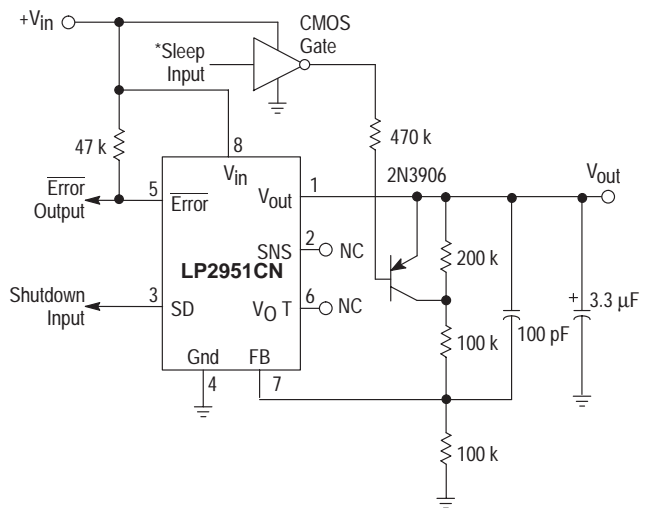 +Vin
CMOS
Gate
*Sleep
Input
47 k
470 k
8
Vin
2N3906
Vout
Error
Output
5
Error
Vout
1
SNS
2
NC
200 k
LP2951CN
Shutdown
Input
3
SD
VO T
6
NC
100 k
100 pF
+
3.3 µF
Gnd
FB
4
7
100 k